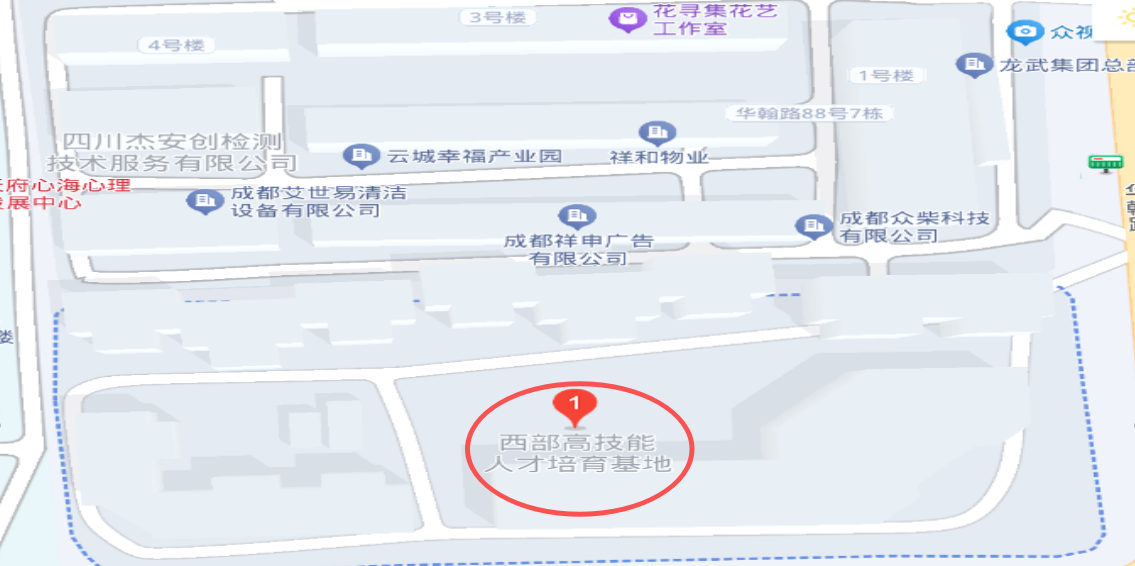 3号楼
花寻集花艺
工作室
4号楼
众视
龙武集团总部
1号楼
华翰路88号7栋
四川杰安创检测
技术服务有限公司
云城幸福产业园
祥和物业
府心海心理
发展中心
成都艾世易清洁
设备有限公司
成都祥申广告
有限公司
成都众柴科技
有限公司
楼
1
西部高技能
人才培育基地